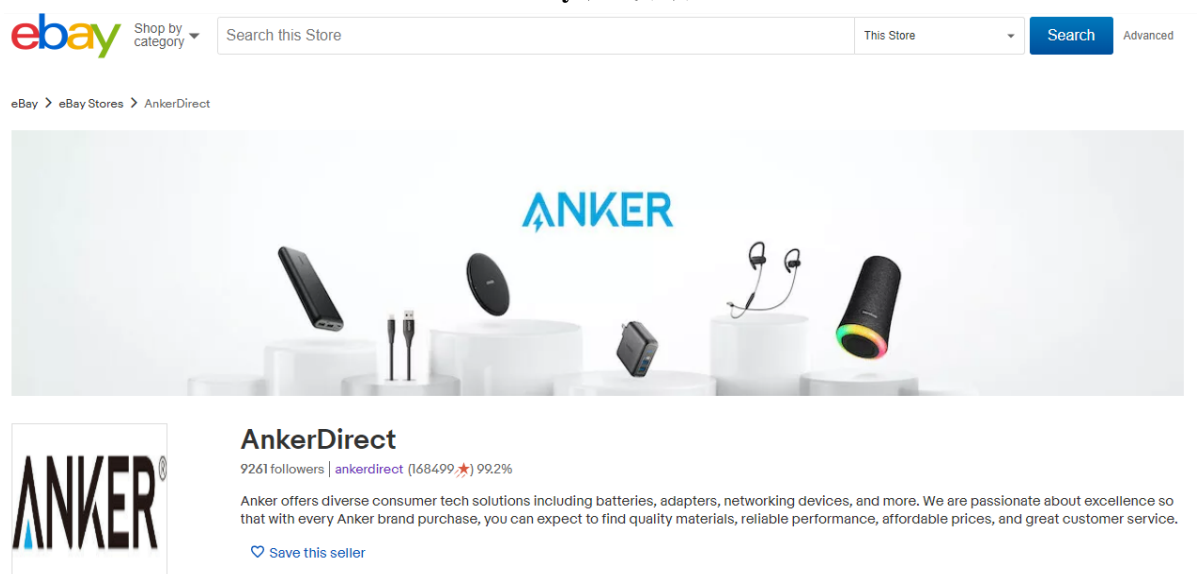 ebay
Shop by
category
Search this Store
This Store
Search
Advanced
eBay > eBay Stores > AnkerDirect
ANKER
ANKER®
AnkerDirect
9261 followers | ankerdirect (168499 ) 99.2%
Anker offers diverse consumer tech solutions including batteries, adapters, networking devices, and more. We are passionate about excellence so
that with every Anker brand purchase, you can expect to find quality materials, reliable performance, affordable prices, and great customer service.
Save this seller